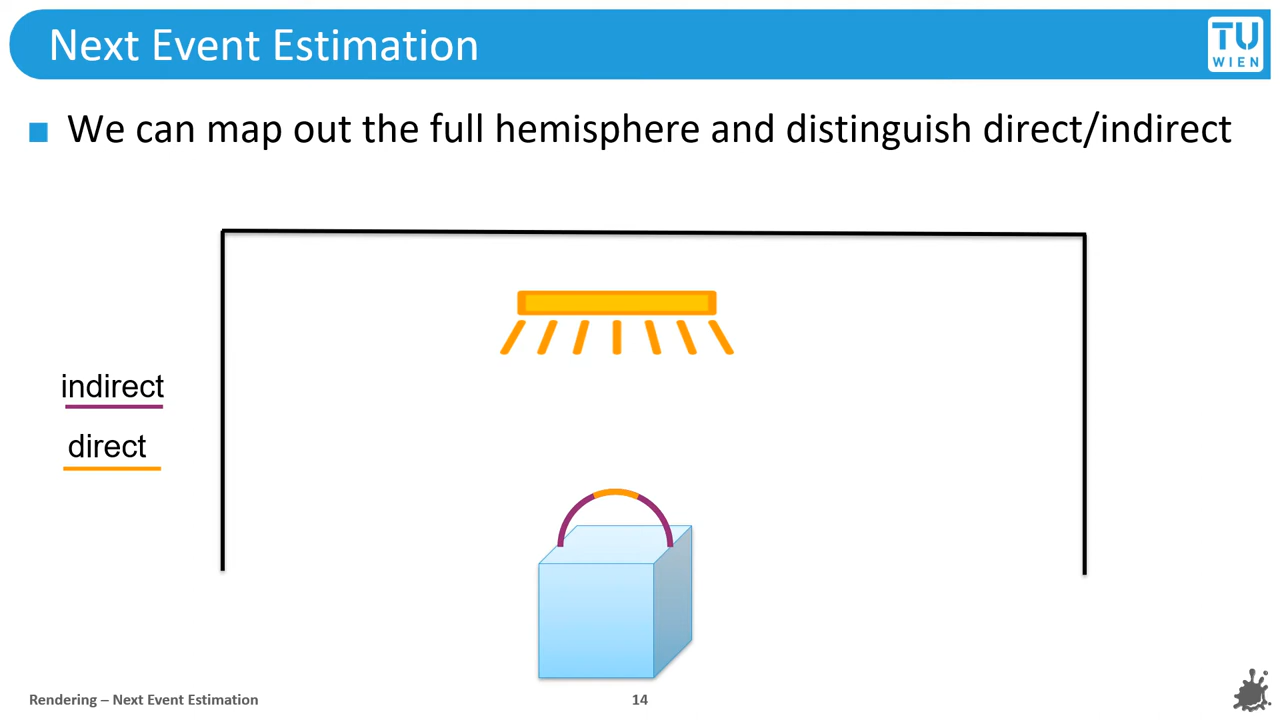 Next Event Estimation
TU
WIEN
We can map out the full hemisphere and distinguish direct/indirect
indirect
direct
Rendering – Next Event Estimation
14